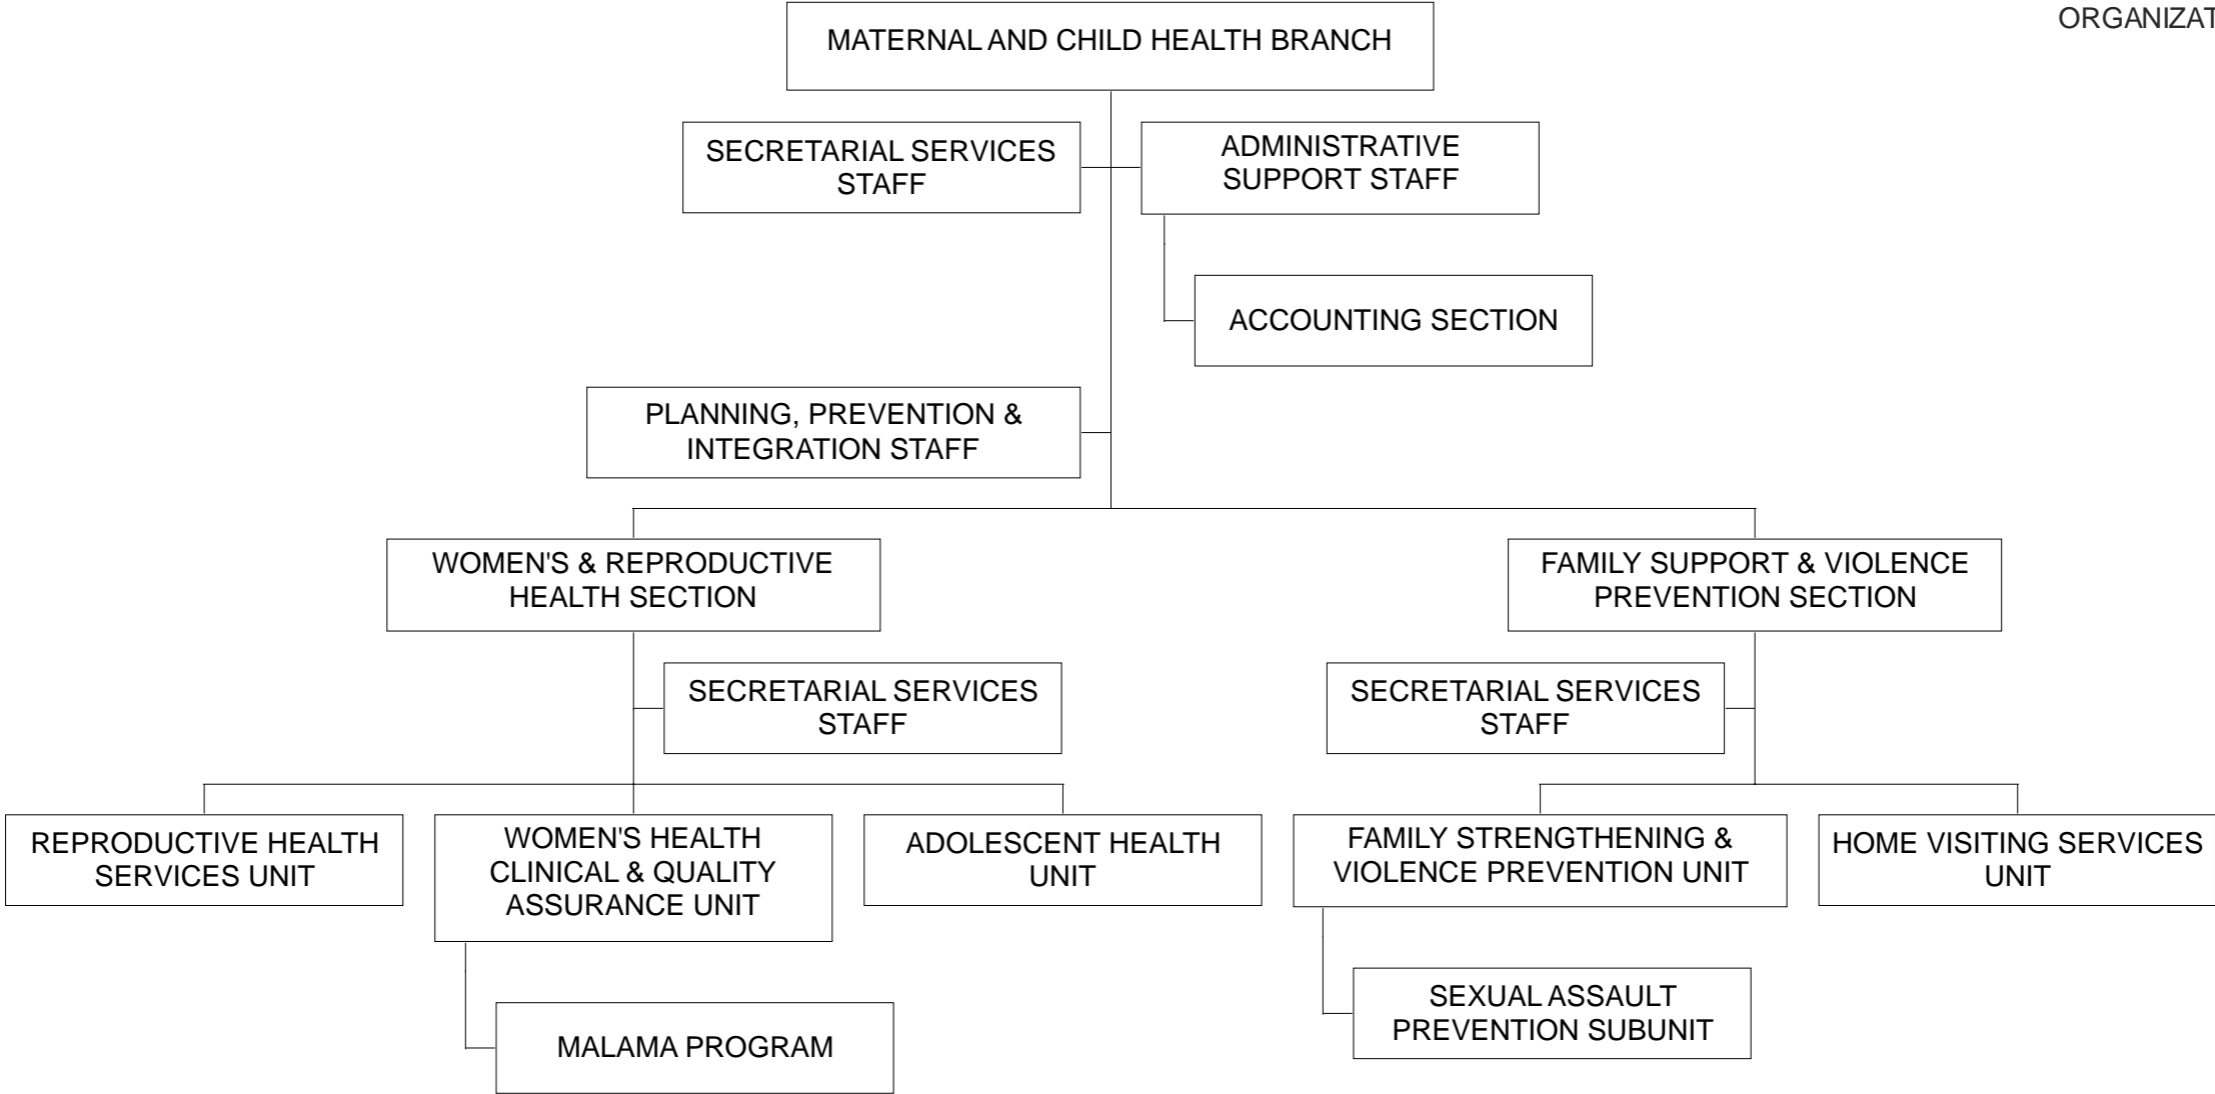 ORGANIZAT
MATERNAL AND CHILD HEALTH BRANCH
SECRETARIAL SERVICES
STAFF
ADMINISTRATIVE
SUPPORT STAFF
ACCOUNTING SECTION
PLANNING, PREVENTION &
INTEGRATION STAFF
WOMEN'S & REPRODUCTIVE
HEALTH SECTION
FAMILY SUPPORT & VIOLENCE
PREVENTION SECTION
SECRETARIAL SERVICES
STAFF
SECRETARIAL SERVICES
STAFF
REPRODUCTIVE HEALTH
SERVICES UNIT
WOMEN'S HEALTH
CLINICAL & QUALITY
ASSURANCE UNIT
ADOLESCENT HEALTH
UNIT
FAMILY STRENGTHENING &
VIOLENCE PREVENTION UNIT
HOME VISITING SERVICES
UNIT
MALAMA PROGRAM
SEXUAL ASSAULT
PREVENTION SUBUNIT